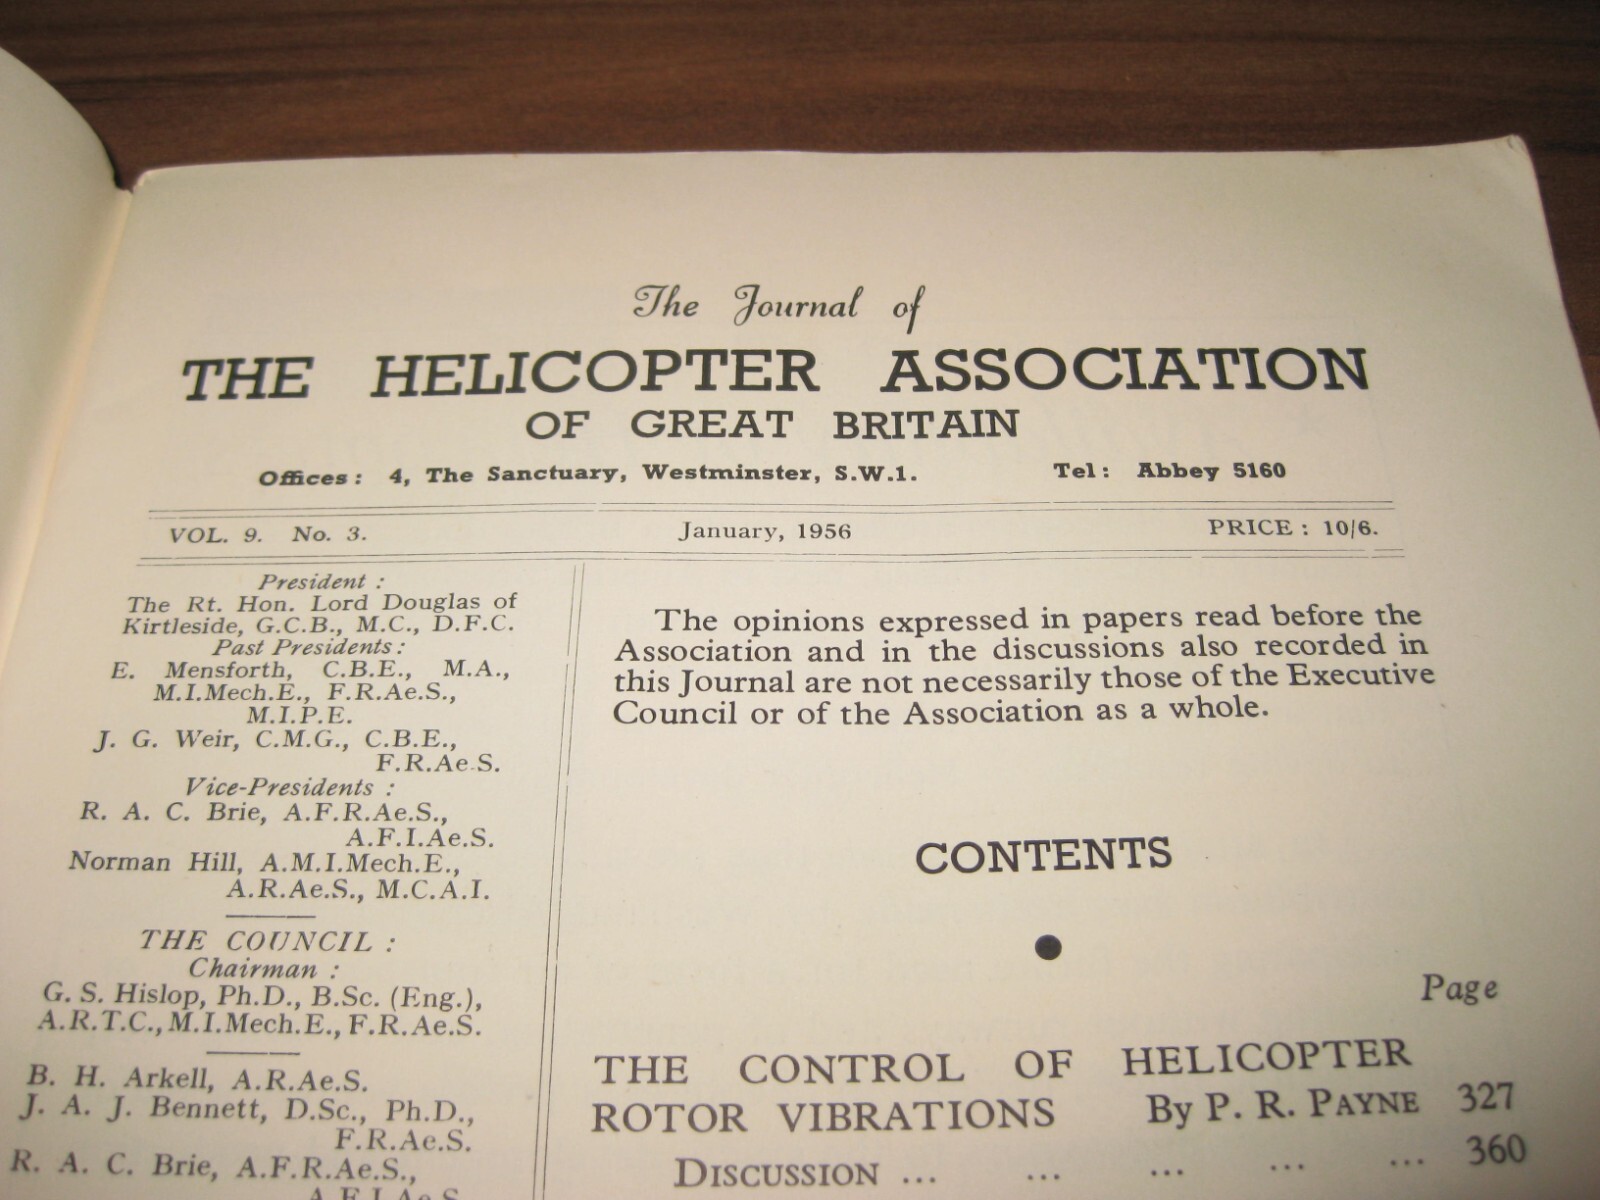 The Journal of
THE HELICOPTER ASSOCIATION
OF GREAT BRITAIN
Offices : 4, The Sanctuary, Westminster, S.W.1. Tel : Abbey 5160
VOL. 9. No. 3. January, 1956 PRICE : 10/6.
President :
The Rt. Hon. Lord Douglas of
Kirtleside, G.C.B., M.C., D.F.C.
Past Presidents :
E. Mensforth, C.B.E., M.A.,
M.I.Mech.E., F.R.Ae.S.,
M.I.P.E.
J. G. Weir, C.M.G., C.B.E.,
F.R.Ae.S.
Vice-Presidents :
R. A. C. Brie, A.F.R.Ae.S.,
A.F.I.Ae.S.
Norman Hill, A.M.I.Mech.E.,
A.R.Ae.S., M.C.A.I.
THE COUNCIL :
Chairman :
G. S. Hislop, Ph.D., B.Sc. (Eng.),
A.R.T.C., M.I.Mech.E., F.R.Ae.S.
B. H. Arkell, A.R.Ae.S.
J. A. J. Bennett, D.Sc., Ph.D.,
F.R.Ae.S.
R. A. C. Brie, A.F.R.Ae.S.,
A.F.I.Ae.S.
The opinions expressed in papers read before the
Association and in the discussions also recorded in
this Journal are not necessarily those of the Executive
Council or of the Association as a whole.
CONTENTS
Page
THE CONTROL OF HELICOPTER
ROTOR VIBRATIONS By P. R. PAYNE 327
DISCUSSION ... ... ... ... ... 360